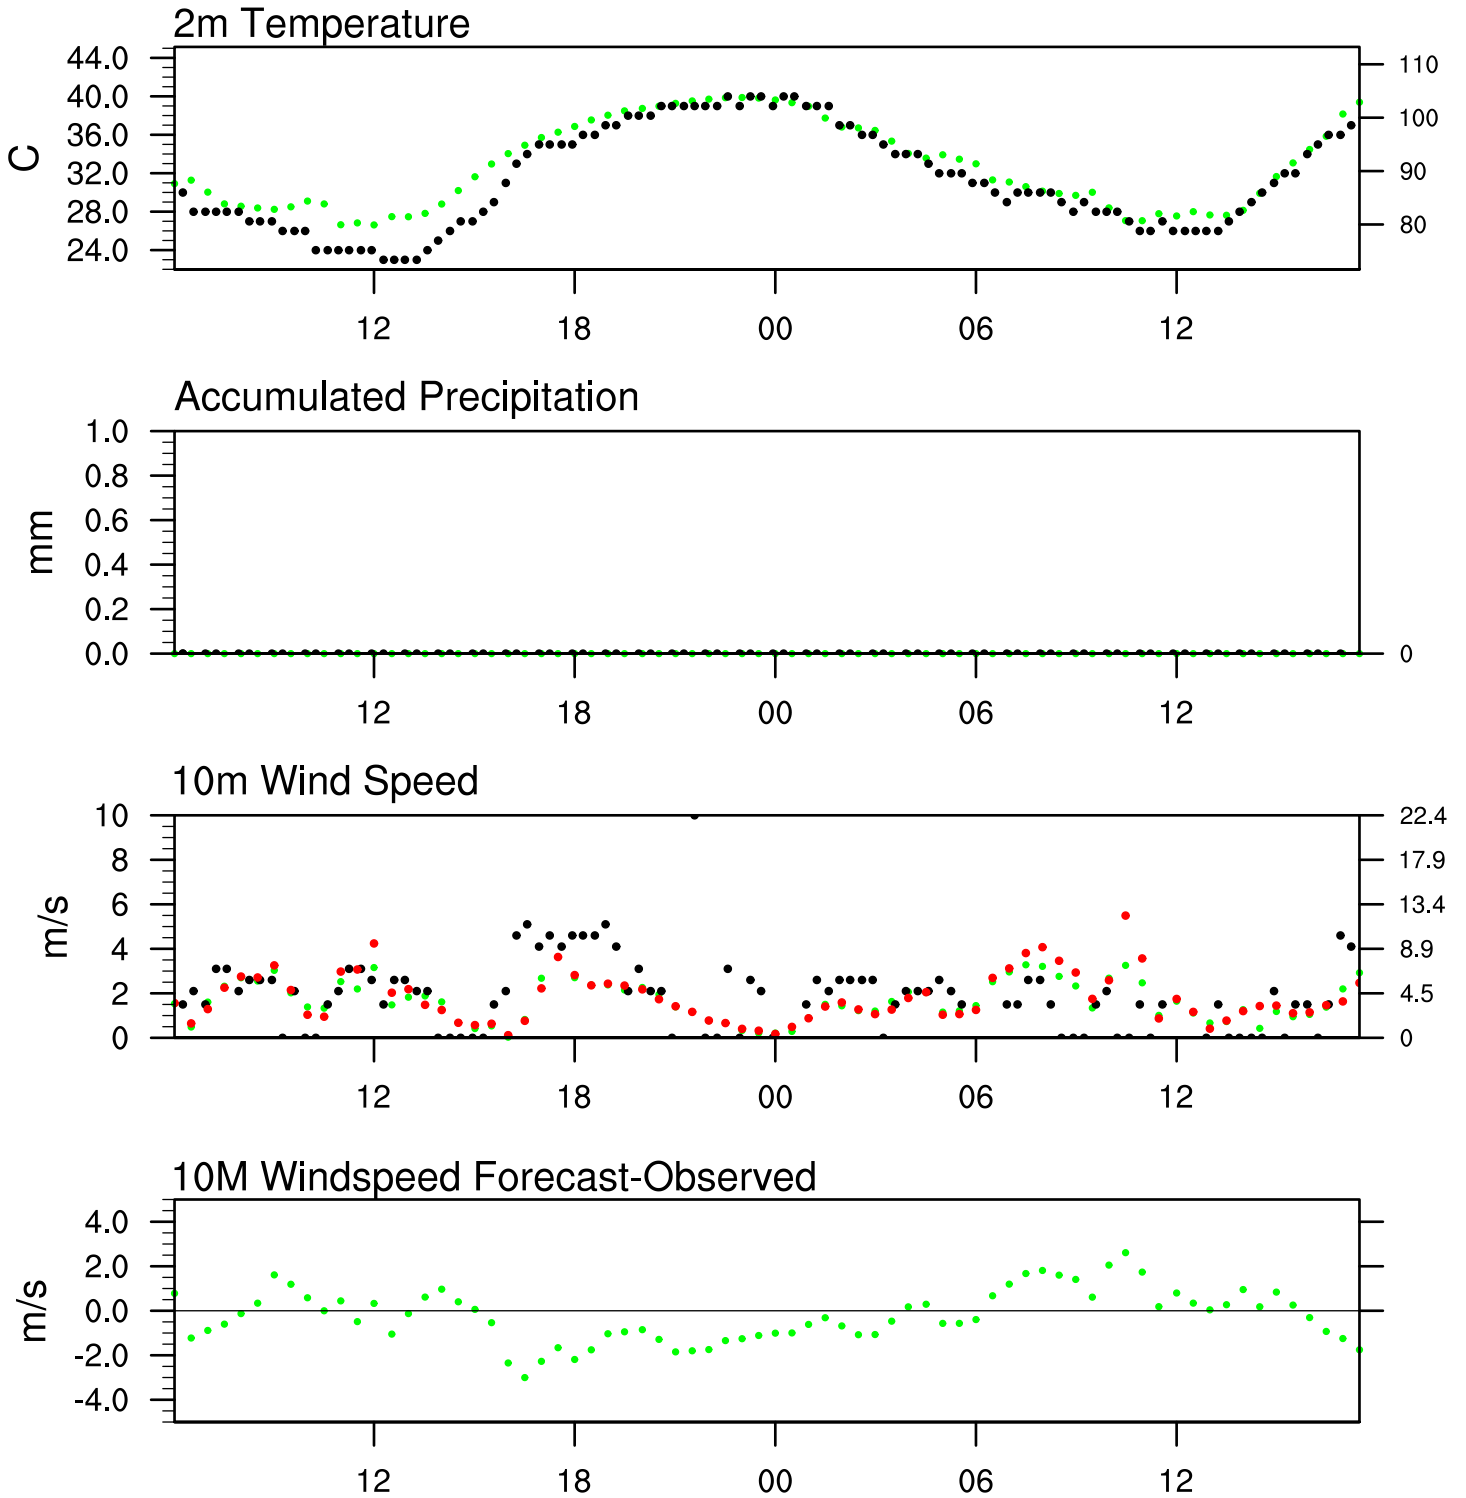 2m Temperature
44.0
40.0
36.0
32.0
28.0
24.0
C
110
100
90
80
12 18 00 06 12
Accumulated Precipitation
1.0
0.8
0.6
0.4
0.2
0.0
mm
0
12 18 00 06 12
10m Wind Speed
10
8
6
4
2
0
m/s
22.4
17.9
13.4
8.9
4.5
0
12 18 00 06 12
10M Windspeed Forecast-Observed
4.0
2.0
0.0
-2.0
-4.0
m/s
12 18 00 06 12